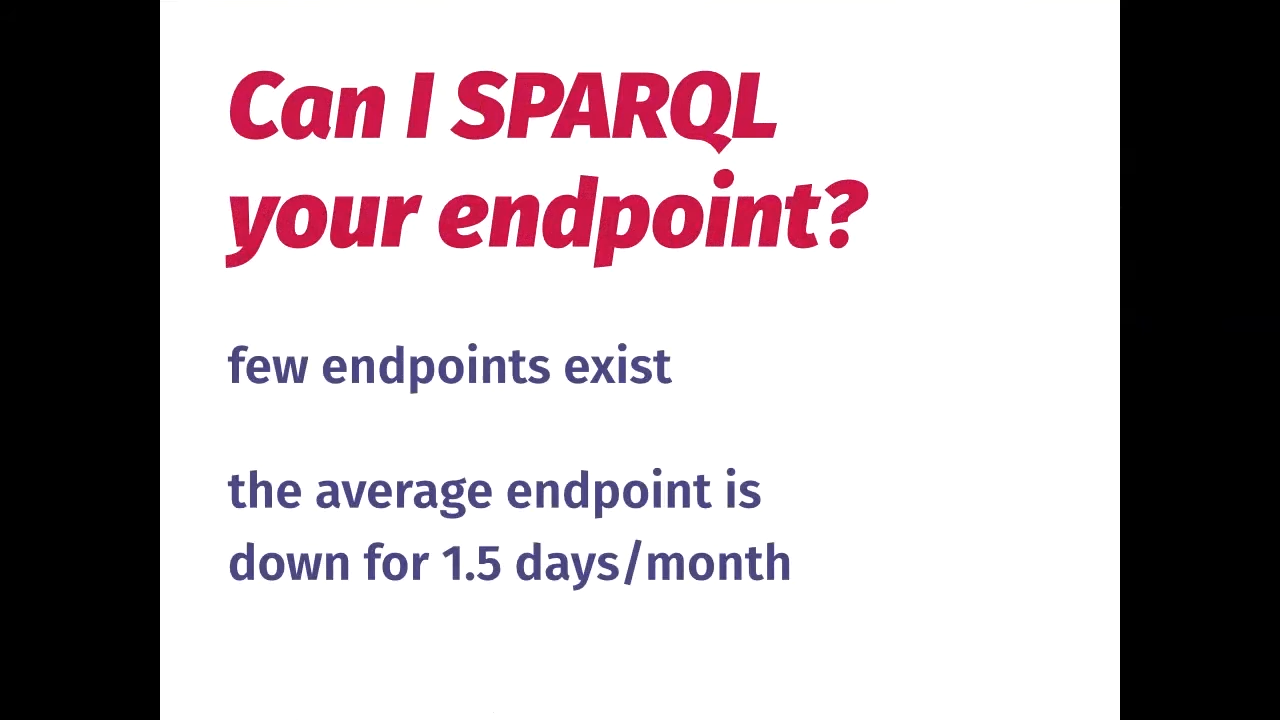 Can I SPARQL
your endpoint?
few endpoints exist
the average endpoint is
down for 1.5 days/month